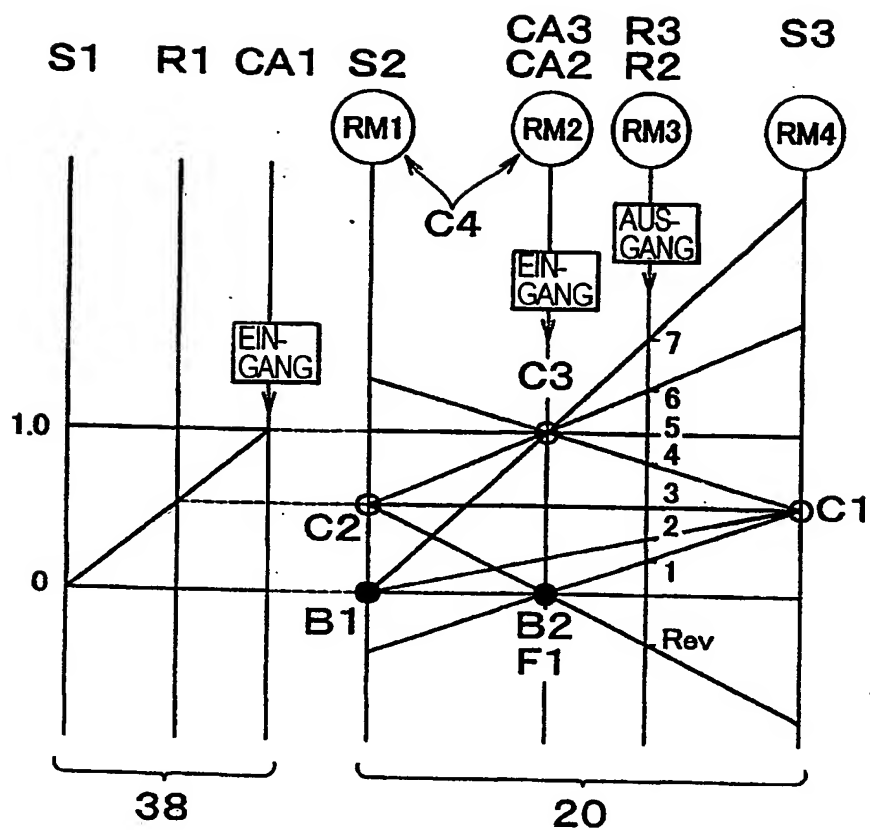 CA3 R3 S3
S1 R1 CA1 S2 CA2 R2
RM1 RM2 RM3 RM4
C4
AUS-
GANG
EIN-
GANG
EIN-
GANG
7
C3
6
1.0
5
4
3
C2
C1
2
1
0
B1
B2
F1
Rev
38
20